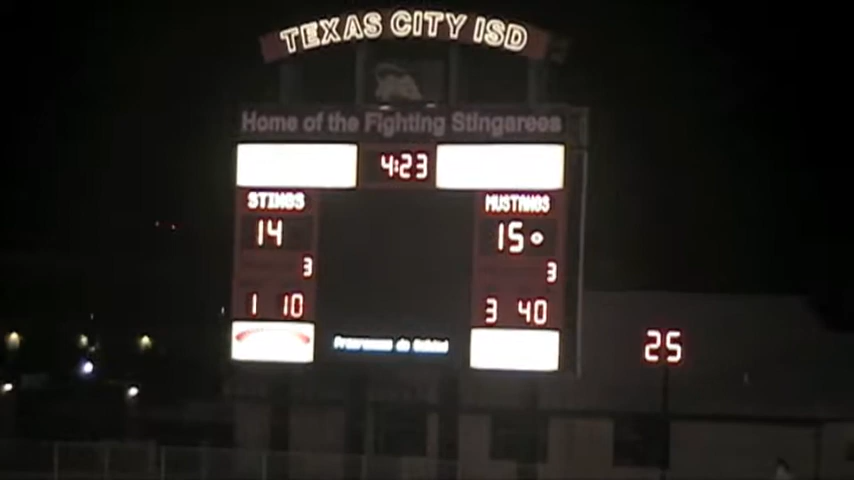 TEXAS CITY ISD
Home of the Fighting Stingarees
4:23
STINGS MUSTANGS
14 15
3 3
1 10 3 40
25